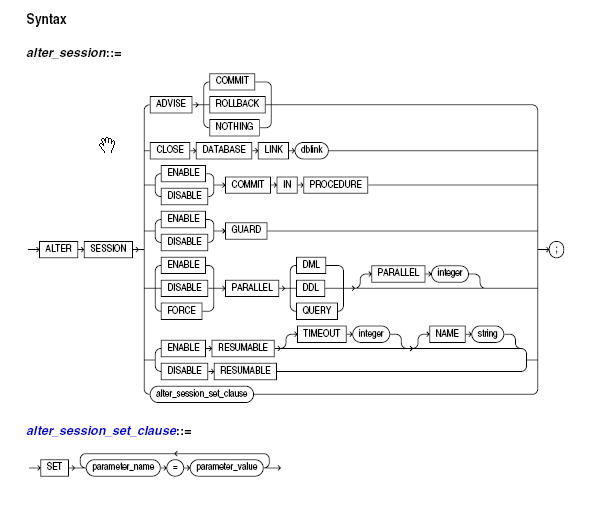 Syntax
alter_session::=
COMMIT
ADVISE ROLLBACK
NOTHING
CLOSE DATABASE LINK dblink
ENABLE
DISABLE COMMIT IN PROCEDURE
ENABLE
DISABLE GUARD
ALTER SESSION ;
ENABLE DML PARALLEL integer
DISABLE PARALLEL DDL
FORCE QUERY
TIMEOUT integer NAME string
ENABLE RESUMABLE
DISABLE RESUMABLE
alter_session_set_clause
alter_session_set_clause::=
SET parameter_name = parameter_value